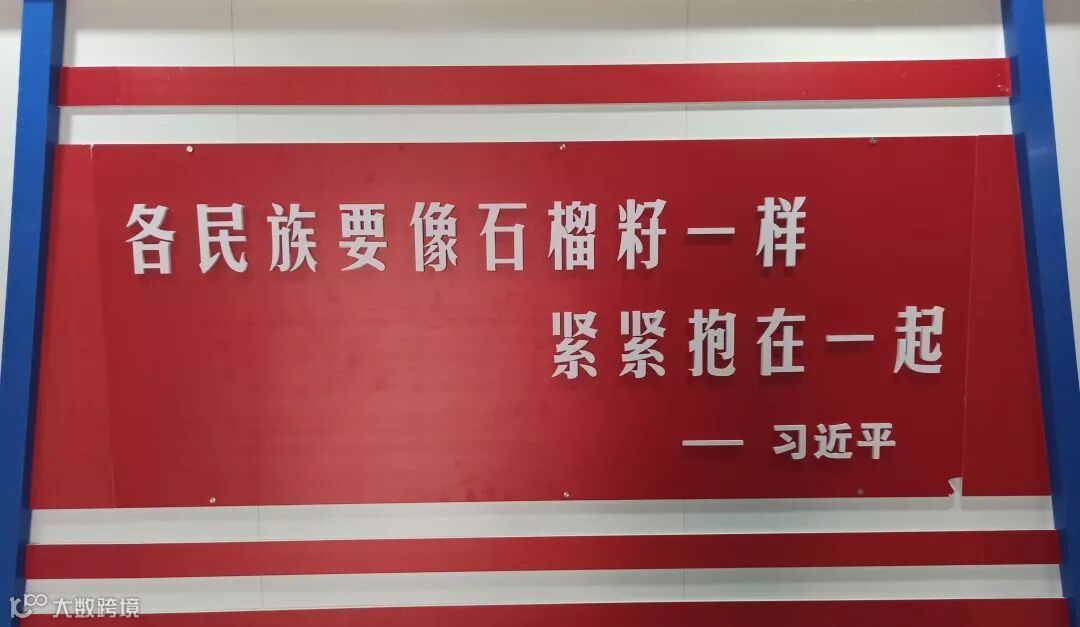 各民族要像石榴籽一样
紧紧抱在一起
— 习近平
大数跨境